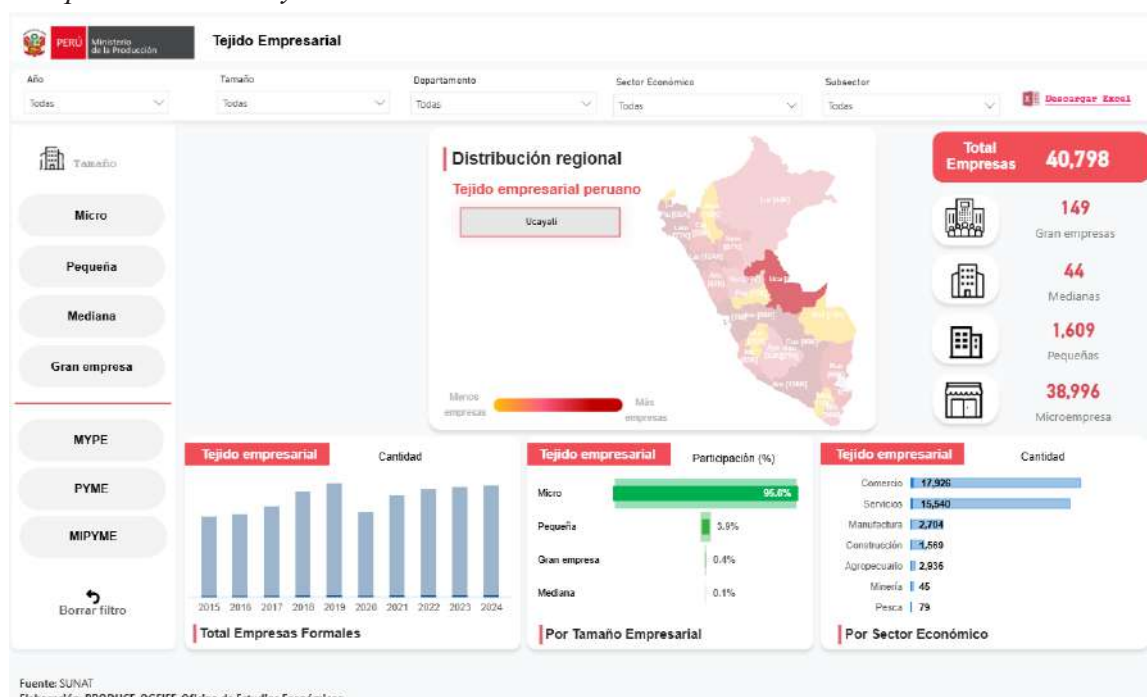 PERÚ Ministerio de la Producción
Tejido Empresarial
Año Tamaño Departamento Sector Económico Subsector
Todas Todas Todas Todas Todas Descargar Excel
Tamaño
Micro
Pequeña
Mediana
Gran empresa
MYPE
PYME
MIPYME
Borrar filtro
Distribución regional
Tejido empresarial peruano
Ucayali
Menos empresas
Más empresas
Total Empresas 40,798
149
Gran empresas
44
Medianas
1,609
Pequeñas
38,996
Microempresa
Tejido empresarial Cantidad
2015 2016 2017 2018 2019 2020 2021 2022 2023 2024
Total Empresas Formales
Tejido empresarial Participación (%)
Micro 95.6%
Pequeña 3.9%
Gran empresa 0.4%
Mediana 0.1%
Por Tamaño Empresarial
Tejido empresarial Cantidad
Comercio 17,926
Servicios 15,540
Manufactura 2,704
Construcción 1,569
Agropecuario 2,936
Minería 45
Pesca 79
Por Sector Económico
Fuente: SUNAT